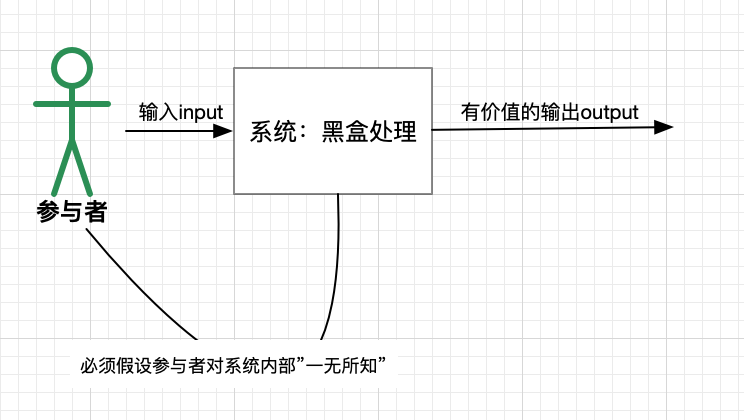 输入input
系统：黑盒处理
有价值的输出output
参与者
必须假设参与者对系统内部”一无所知”